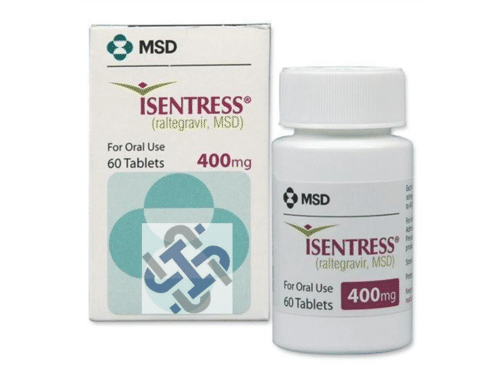 MSD
ISENTRESS®
(raltegravir, MSD)
For Oral Use
60 Tablets 400mg
MSD
ISENTRESS®
(raltegravir, MSD)
For Oral Use
60 Tablets 400mg